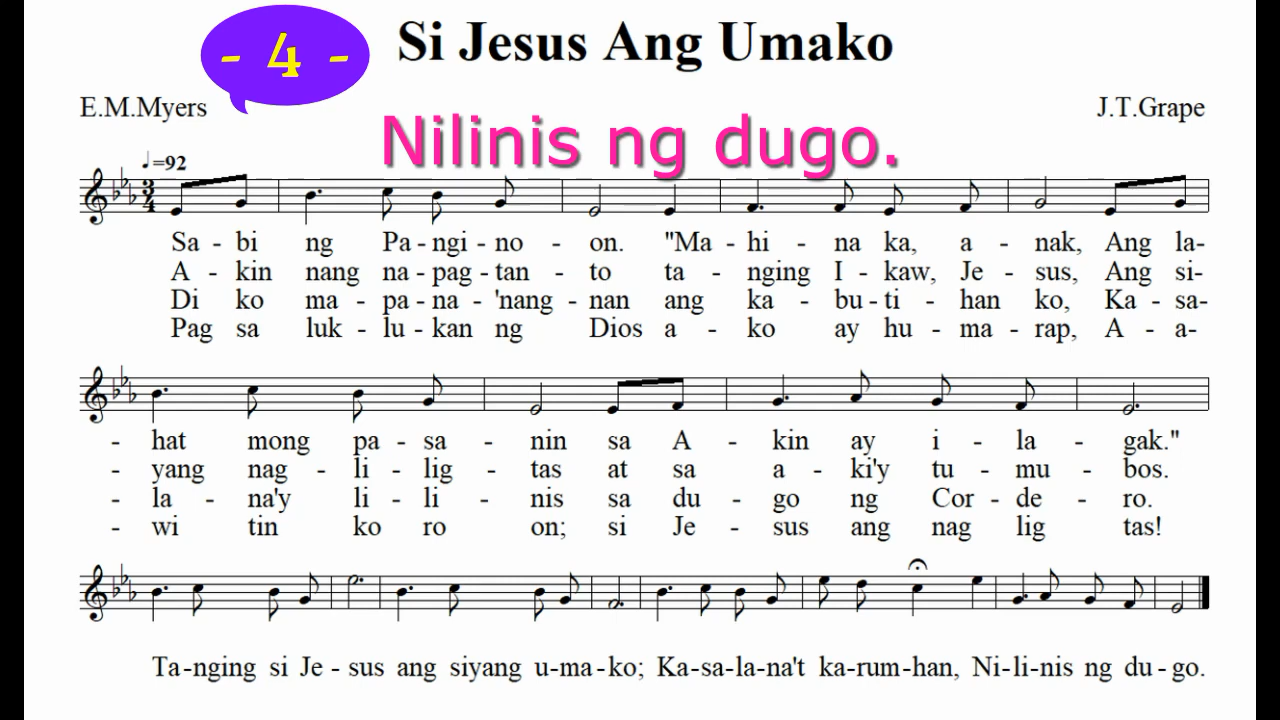 - 4 -
Si Jesus Ang Umako
E.M.Myers
J.T.Grape
Nilinis ng dugo.
♩=92
3
4
Sa - bi ng Pa - ngi - no - on. "Ma - hi - na ka, a - nak, Ang la-
A - kin nang na - pag - tan - to ta - nging I - kaw, Je - sus, Ang si-
Di ko ma - pa - na - 'nang - nan ang ka - bu - ti - han ko, Ka - sa-
Pag sa luk - lu - kan ng Dios a - ko ay hu - ma - rap, A - a-
- hat mong pa - sa - nin sa A - kin ay i - la - gak."
- yang nag - li - lig - tas at sa a - ki'y tu - mu - bos.
- la - na'y li - li - nis sa du - go ng Cor - de - ro.
- wi tin ko ro on; si Je - sus ang nag lig tas!
Ta-nging si Je - sus ang siyang u-ma-ko; Ka-sa-la-na't ka-rum-han, Ni-li-nis ng du-go.